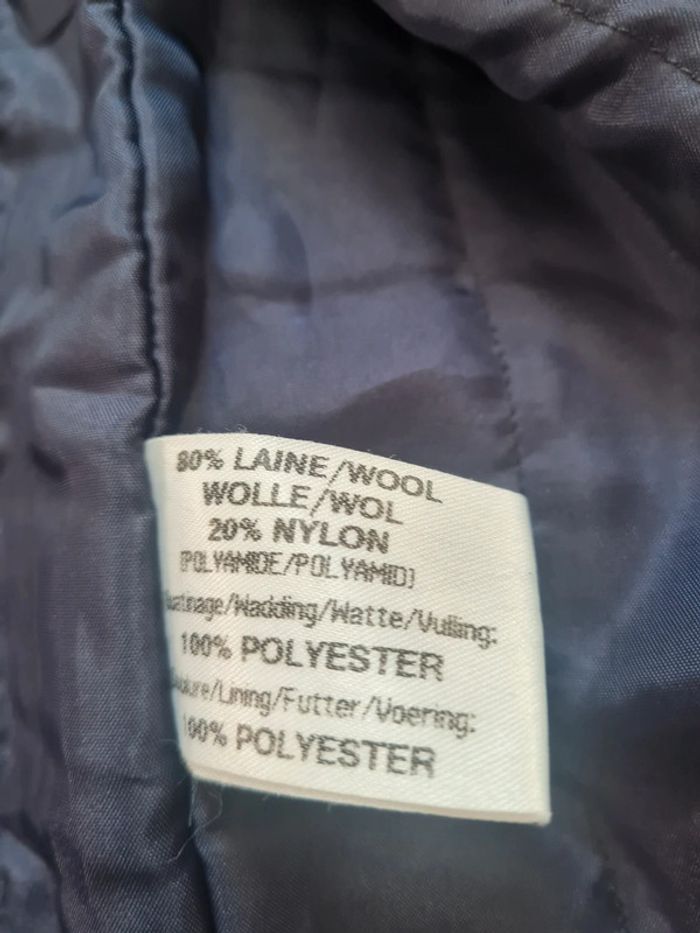 80% LAINE/WOOL
WOLLE/WOL
20% NYLON
(POLYAMIDE/POLYAMID)
/Wadding/Watte/Vulling:
100% POLYESTER
/Lining/Futter/Voering:
100% POLYESTER